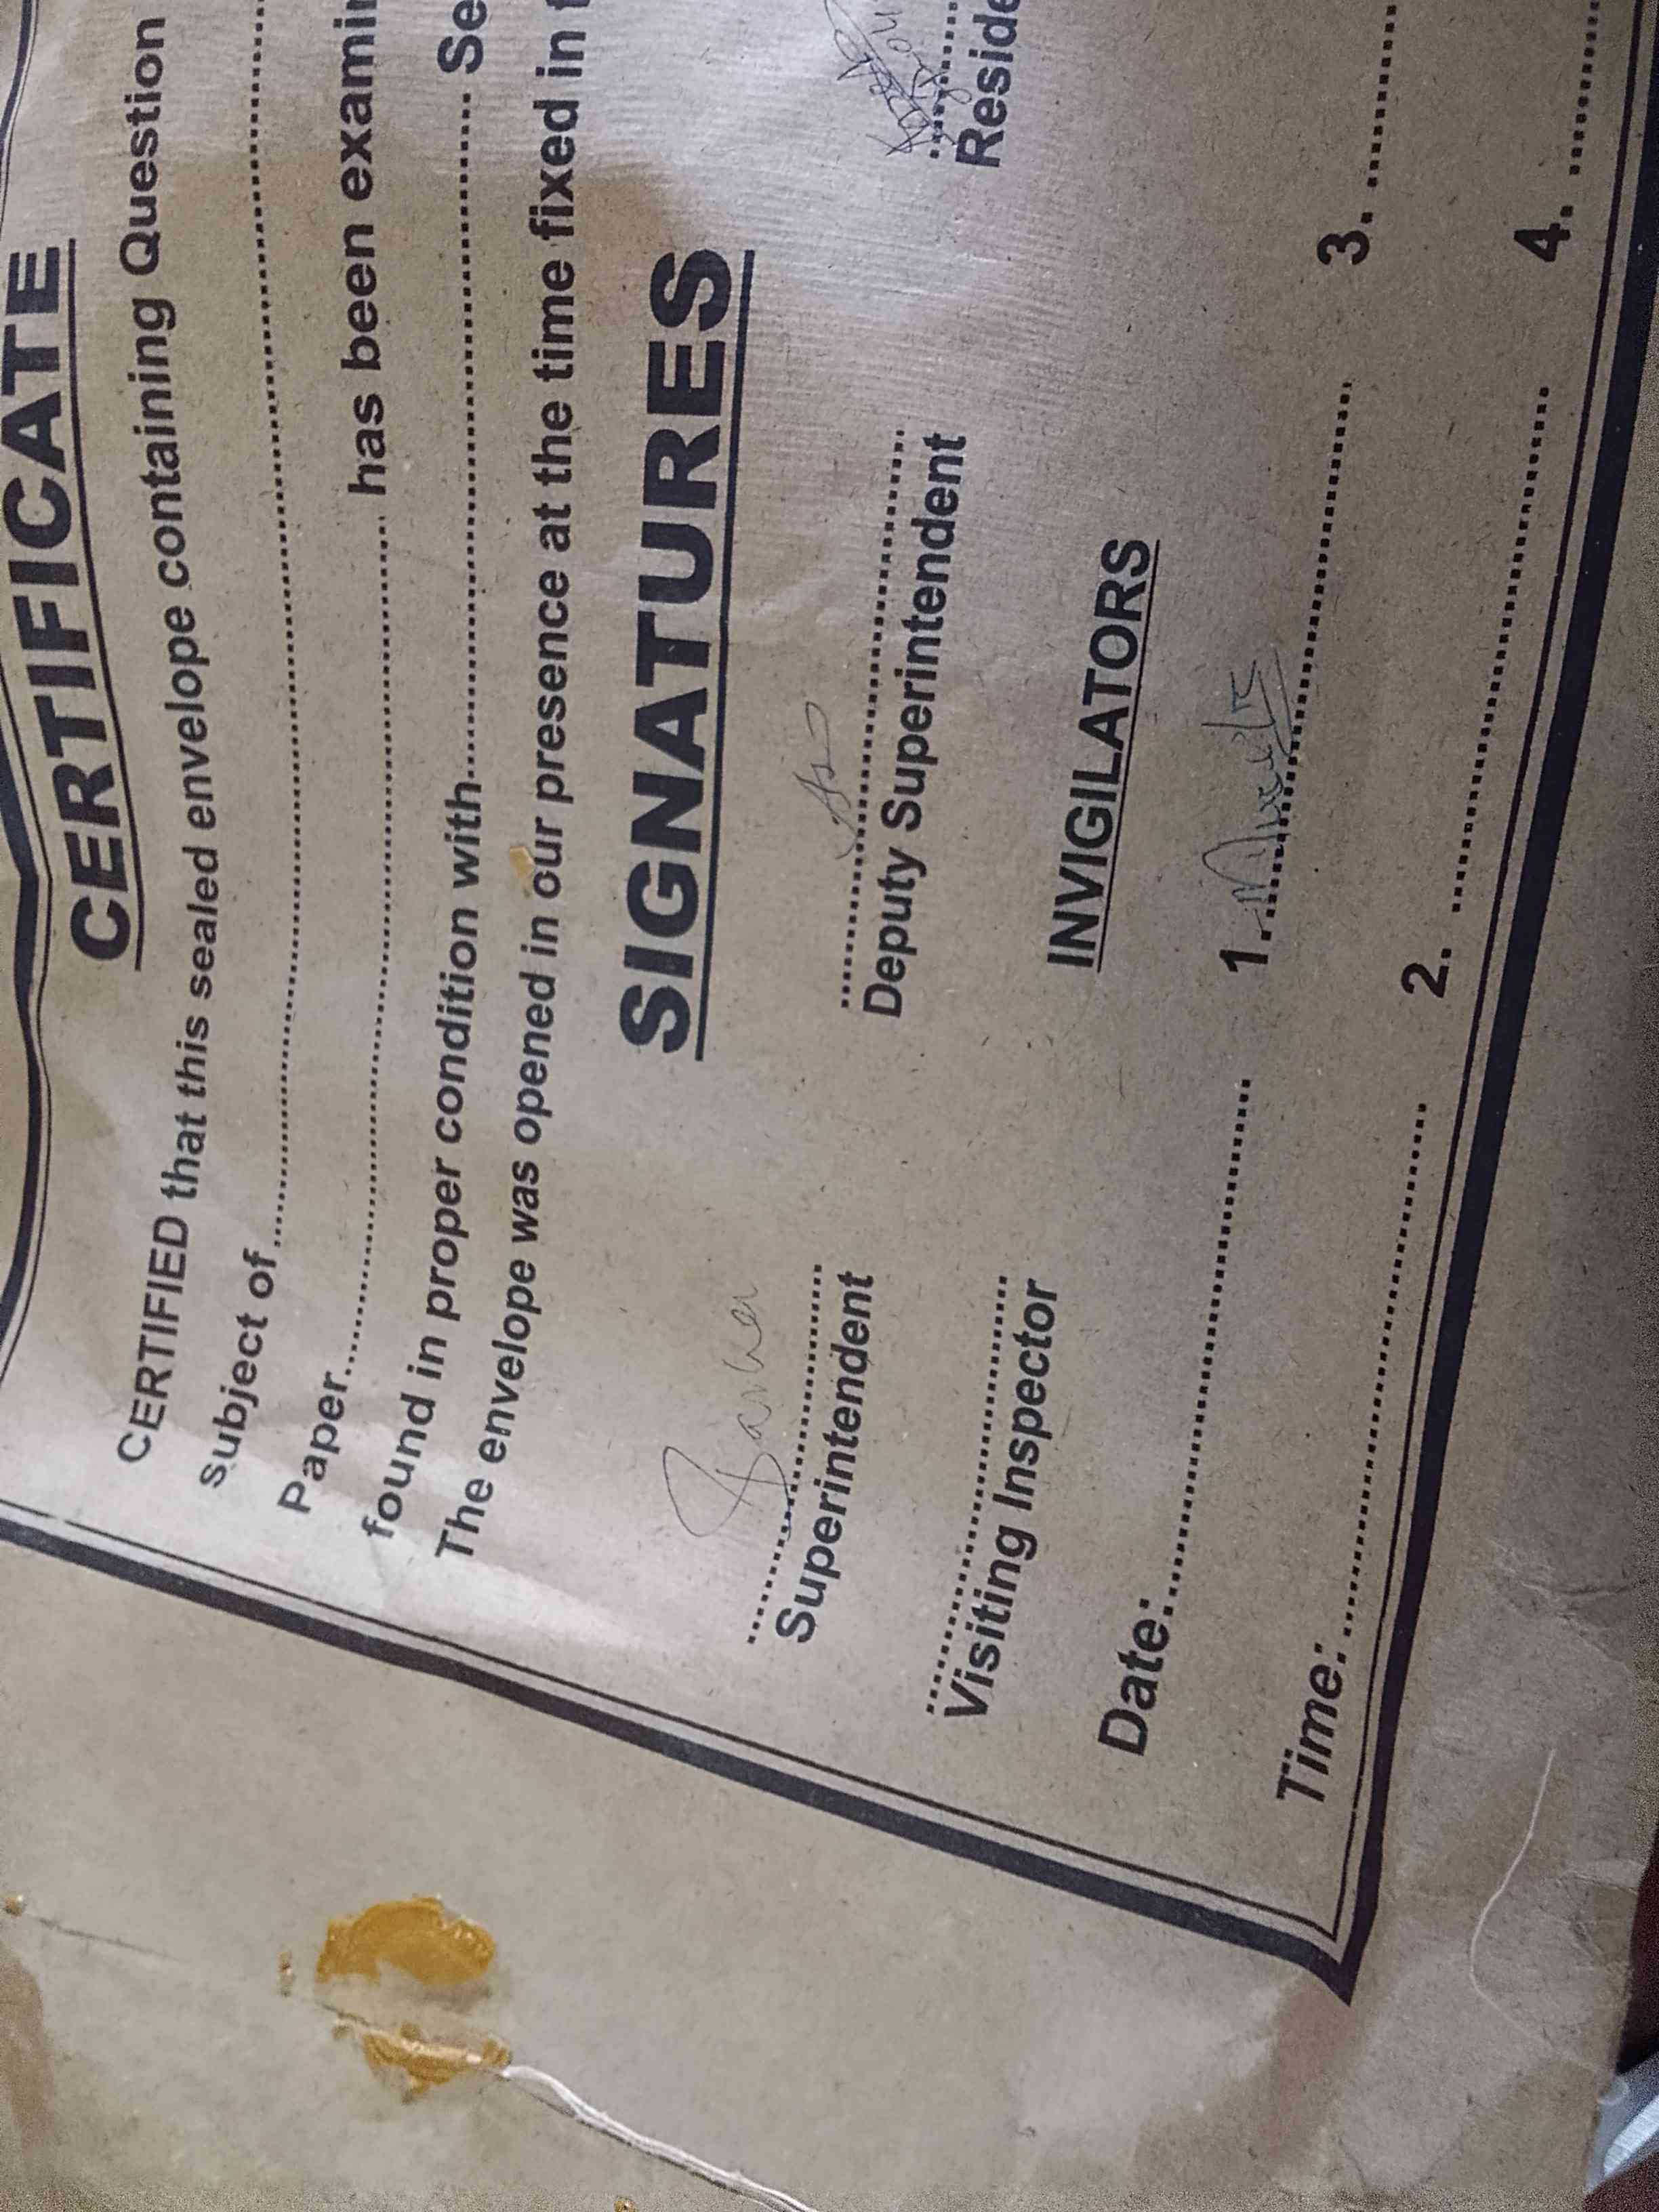 CERTIFICATE
CERTIFIED that this sealed envelope containing Question
subject of ........................................
Paper........................................ has been examin
found in proper condition with........................................ Se
The envelope was opened in our presence at the time fixed in t
SIGNATURES
Superintendent
Deputy Superintendent
Reside
Visiting Inspector
INVIGILATORS
Date:........................................
1.........................................
3. ........................................
Time:........................................
2. ........................................
4. ........................................